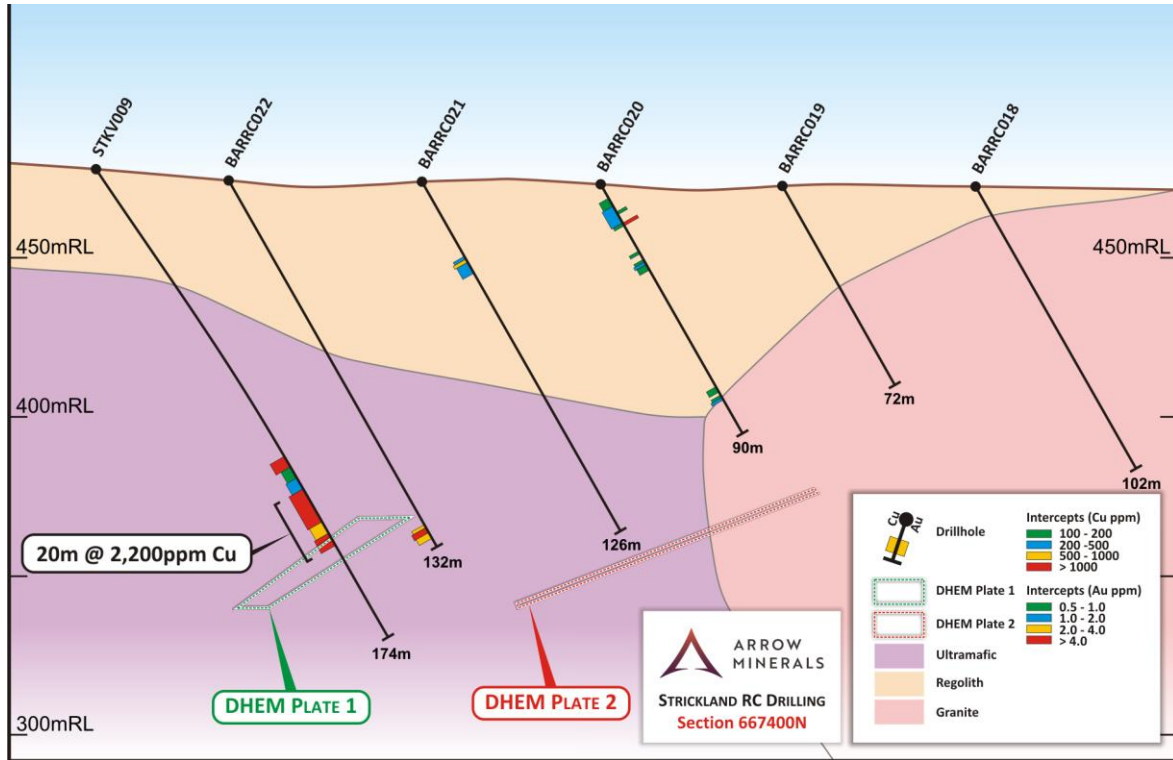 STKV009
BARRC022
BARRC021
BARRC020
BARRC019
BARRC018
450mRL
450mRL
400mRL
72m
90m
102m
20m @ 2,200ppm Cu
132m
126m
174m
DHEM PLATE 1
DHEM PLATE 2
300mRL
ARROW
MINERALS
STRICKLAND RC DRILLING
Section 667400N
Cu
Au
Drillhole
DHEM Plate 1
DHEM Plate 2
Ultramafic
Regolith
Granite
Intercepts (Cu ppm)
100 - 200
200 -500
500 - 1000
> 1000
Intercepts (Au ppm)
0.5 - 1.0
1.0 - 2.0
2.0 - 4.0
> 4.0